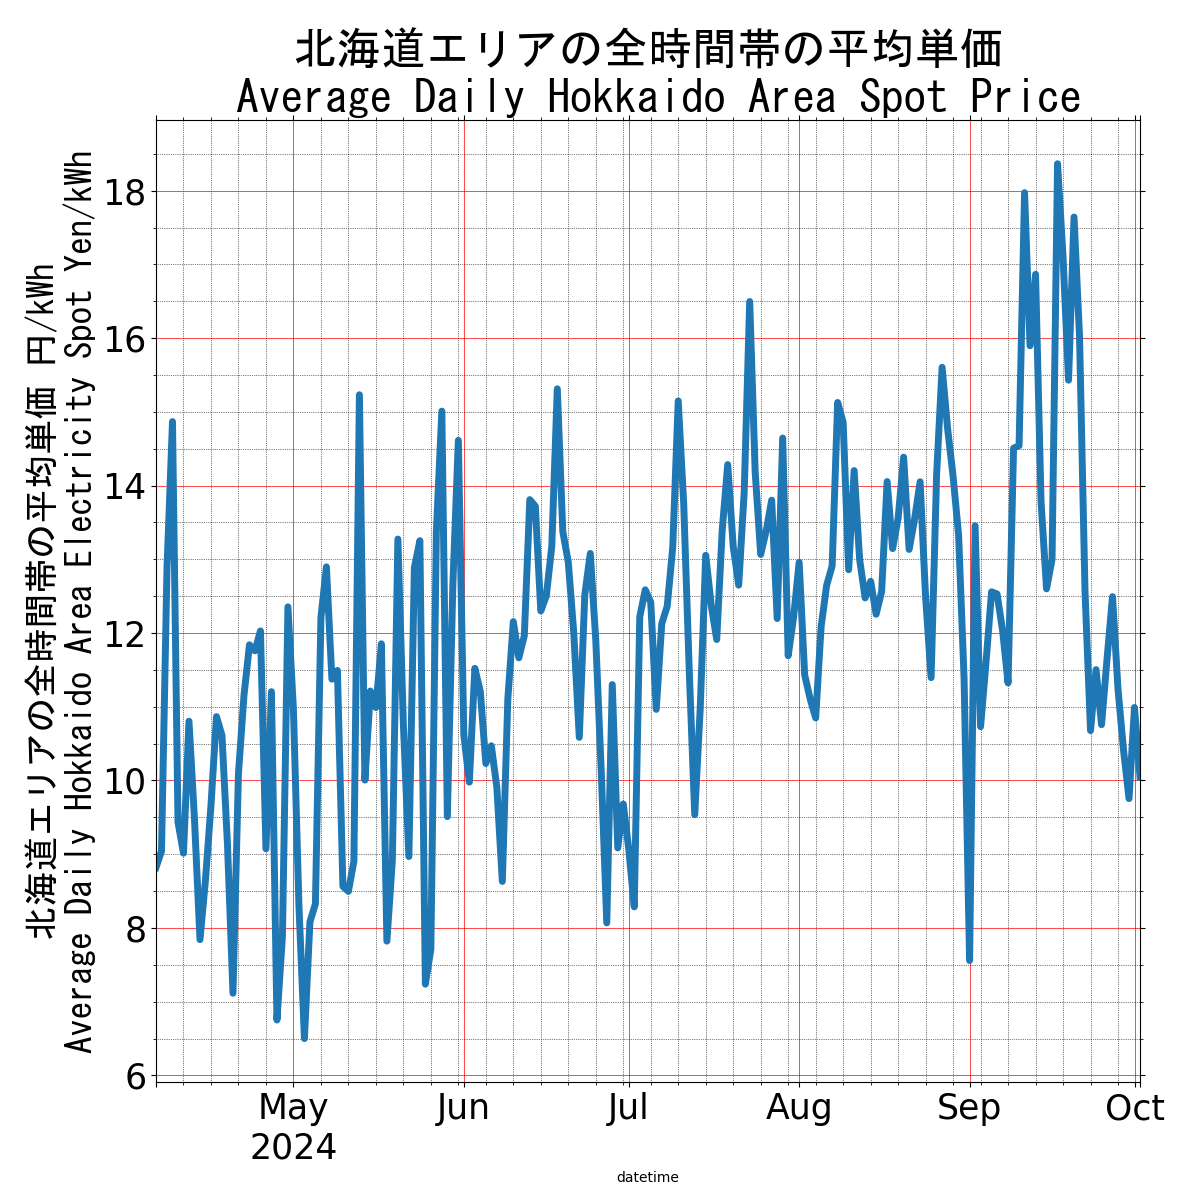 北海道エリアの全時間帯の平均単価
Average Daily Hokkaido Area Spot Price
北海道エリアの全時間帯の平均単価 円/kWh
Average Daily Hokkaido Area Electricity Spot Yen/kWh
18
16
14
12
10
8
6
May Jun Jul Aug Sep Oct
2024
datetime